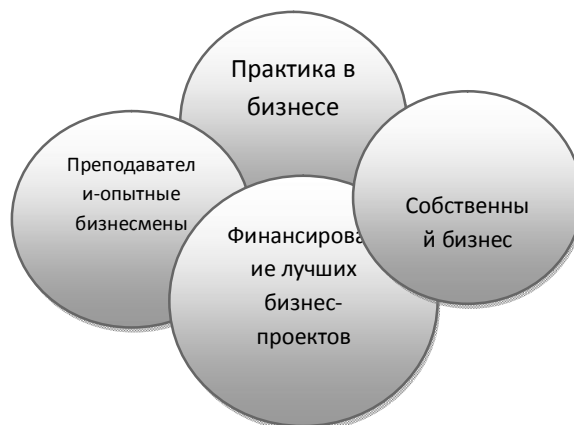 Практика в
бизнесе
Преподавател
и-опытные
бизнесмены
Собственны
й бизнес
Финансирова
ие лучших
бизнес-
проектов